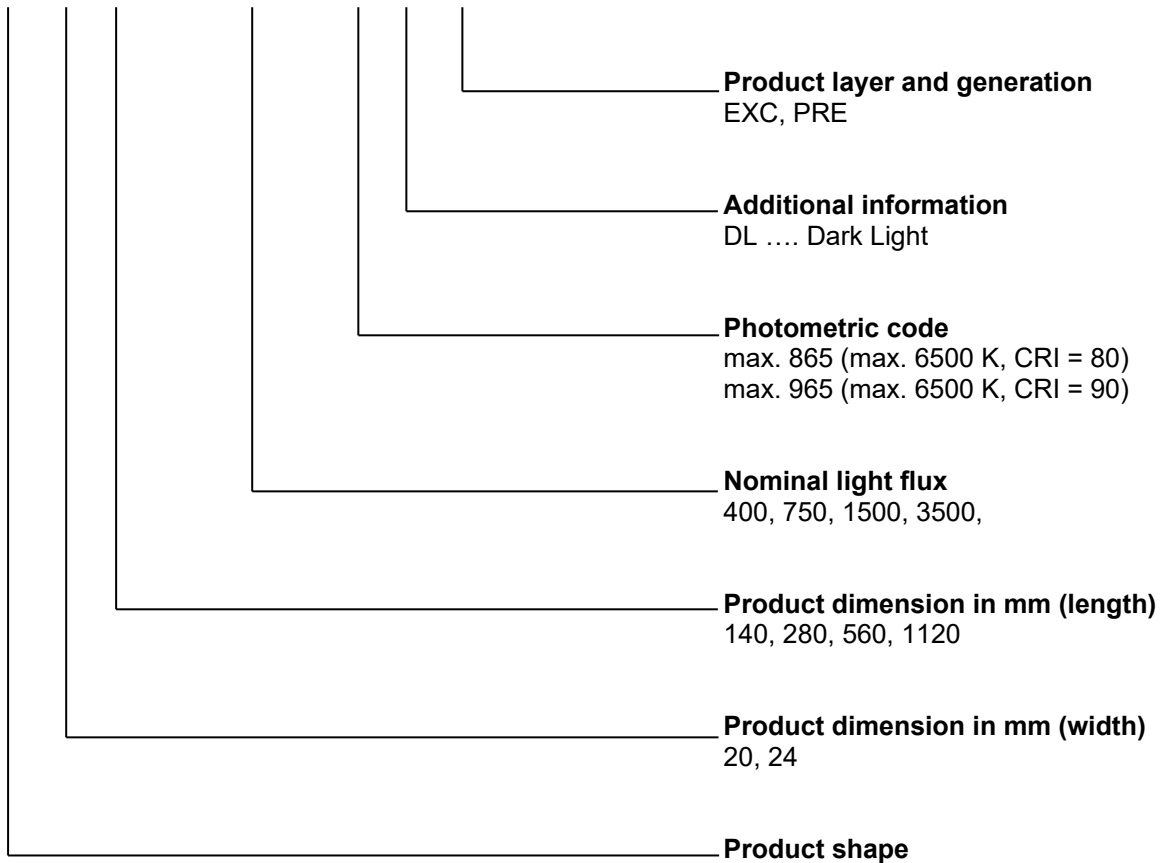 Product layer and generation
EXC, PRE
Additional information
DL …. Dark Light
Photometric code
max. 865 (max. 6500 K, CRI = 80)
max. 965 (max. 6500 K, CRI = 90)
Nominal light flux
400, 750, 1500, 3500,
Product dimension in mm (length)
140, 280, 560, 1120
Product dimension in mm (width)
20, 24
Product shape